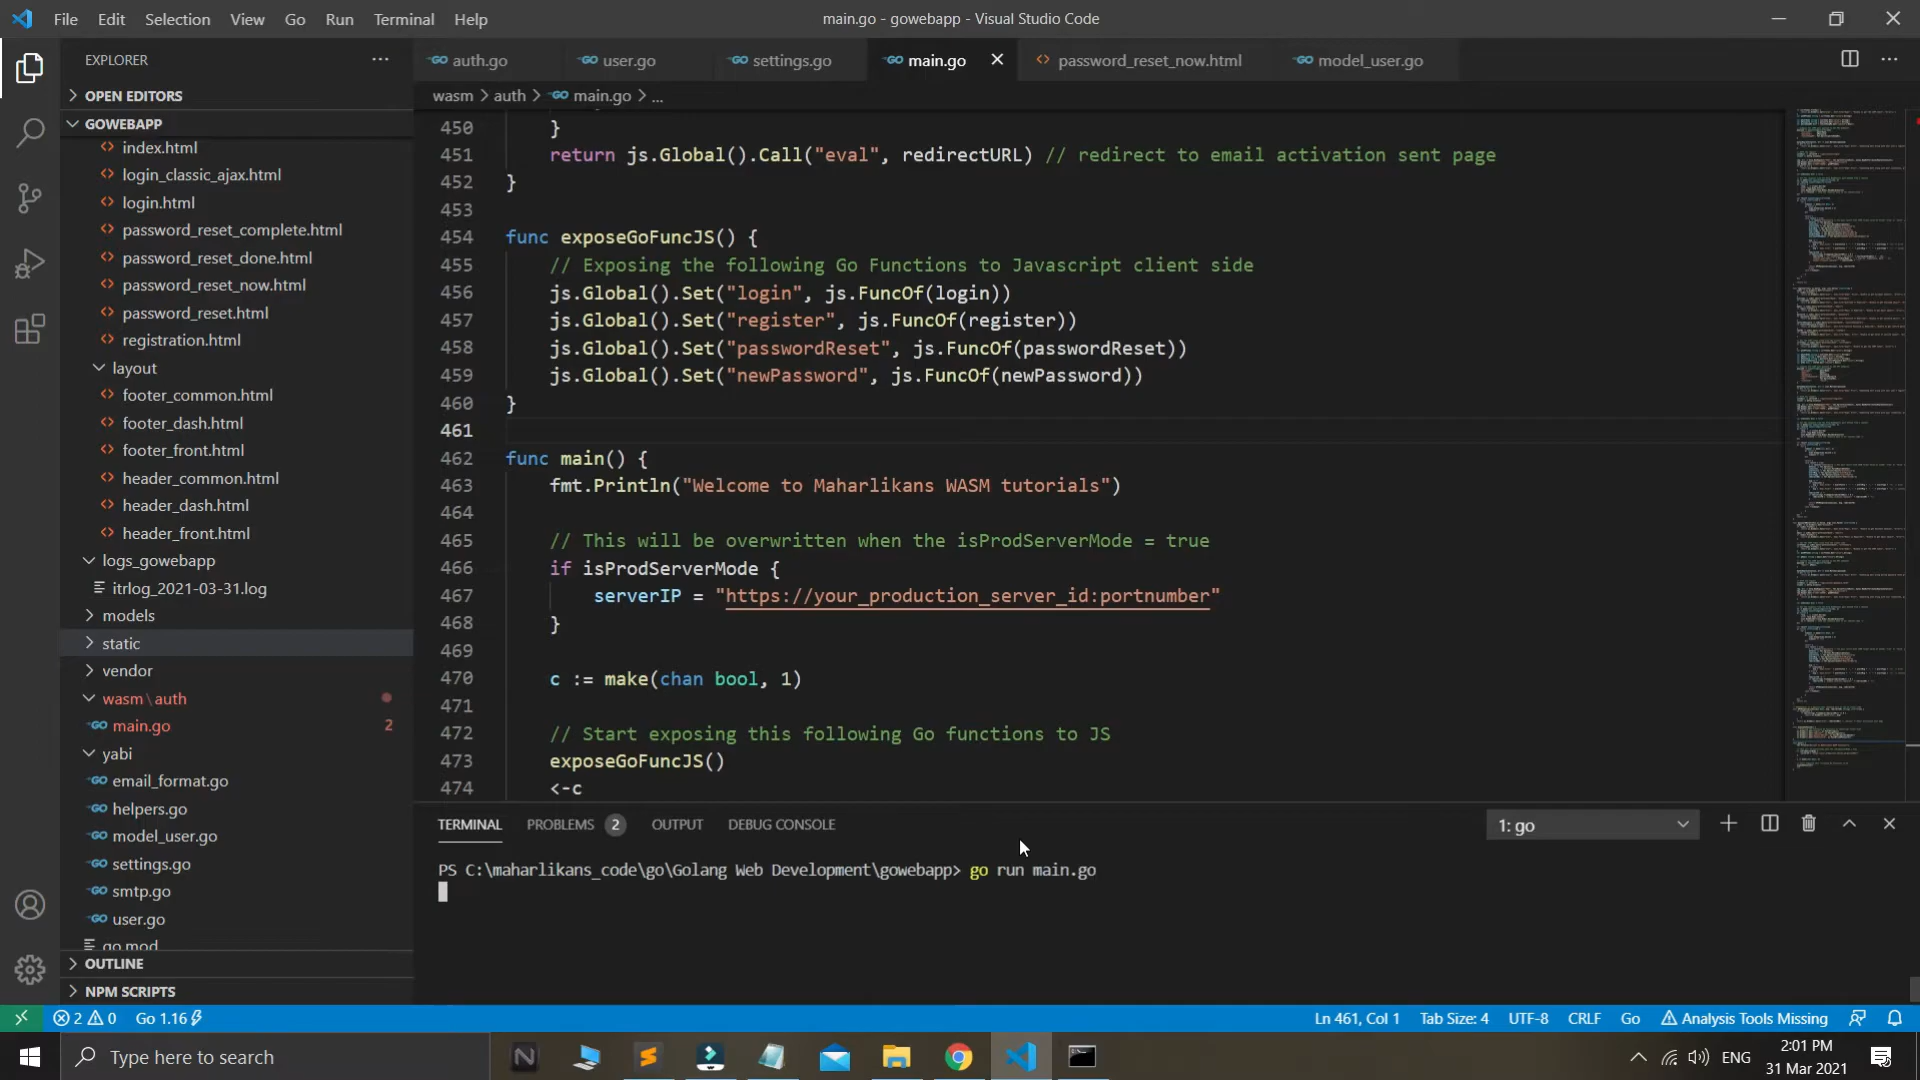 File Edit Selection View Go Run Terminal Help
main.go - gowebapp - Visual Studio Code
EXPLORER
OPEN EDITORS
GOWEBAPP
index.html
login_classic_ajax.html
login.html
password_reset_complete.html
password_reset_done.html
password_reset_now.html
password_reset.html
registration.html
layout
footer_common.html
footer_dash.html
footer_front.html
header_common.html
header_dash.html
header_front.html
logs_gowebapp
itrlog_2021-03-31.log
models
static
vendor
wasm\auth
main.go 2
yabi
email_format.go
helpers.go
model_user.go
settings.go
smtp.go
user.go
go.mod
OUTLINE
NPM SCRIPTS
auth.go user.go settings.go main.go password_reset_now.html model_user.go
wasm > auth > main.go > ...
450 }
451 return js.Global().Call("eval", redirectURL) // redirect to email activation sent page
452 }
453
454 func exposeGoFuncJS() {
455 // Exposing the following Go Functions to Javascript client side
456 js.Global().Set("login", js.FuncOf(login))
457 js.Global().Set("register", js.FuncOf(register))
458 js.Global().Set("passwordReset", js.FuncOf(passwordReset))
459 js.Global().Set("newPassword", js.FuncOf(newPassword))
460 }
461
462 func main() {
463 fmt.Println("Welcome to Maharlikans WASM tutorials")
464
465 // This will be overwritten when the isProdServerMode = true
466 if isProdServerMode {
467 serverIP = "https://your_production_server_id:portnumber"
468 }
469
470 c := make(chan bool, 1)
471
472 // Start exposing this following Go functions to JS
473 exposeGoFuncJS()
474 <-c
TERMINAL PROBLEMS 2 OUTPUT DEBUG CONSOLE
1: go
PS C:\maharlikans_code\go\Golang Web Development\gowebapp> go run main.go
2 0 Go 1.16
Ln 461, Col 1 Tab Size: 4 UTF-8 CRLF Go Analysis Tools Missing
Type here to search
ENG
2:01 PM
31 Mar 2021